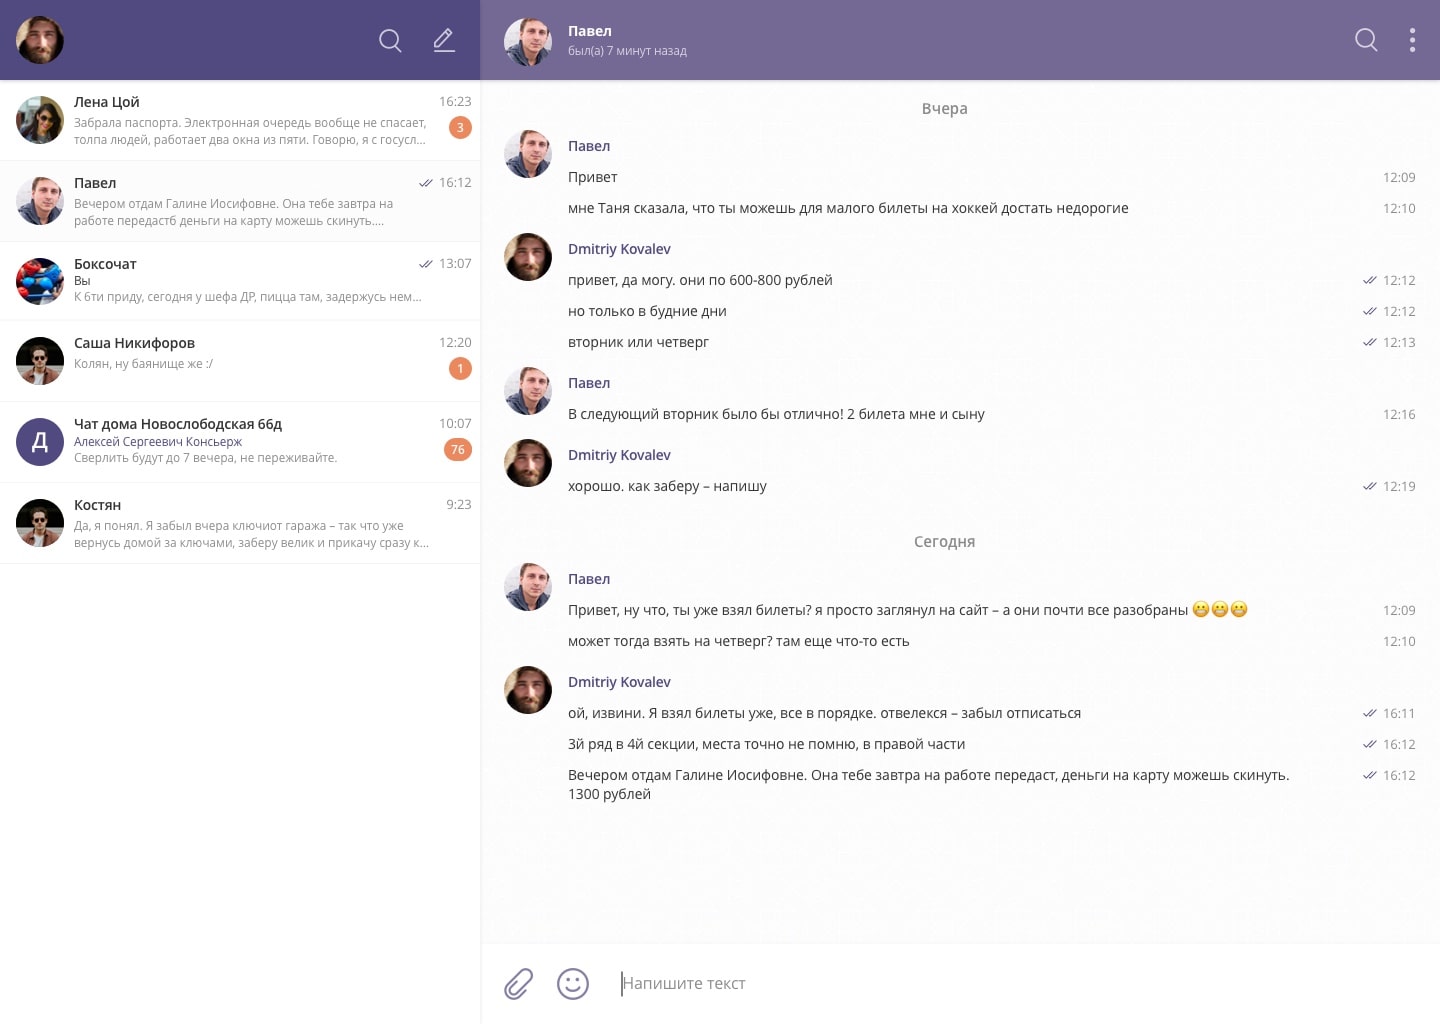 Павел
был(а) 7 минут назад
Лена Цой
16:23
Забрала паспорта. Электронная очередь вообще не спасает,
3
толпа людей, работает два окна из пяти. Говорю, я с госусл...
Павел
16:12
Вечером отдам Галине Иосифовне. Она тебе завтра на
работе передастб деньги на карту можешь скинуть....
Боксочат
13:07
Вы
К 6ти приду, сегодня у шефа ДР, пицца там, задержусь нем...
Саша Никифоров
12:20
Колян, ну баянище же :/
1
Д
Чат дома Новослободская 66д
10:07
Алексей Сергеевич Консьерж
76
Сверлить будут до 7 вечера, не переживайте.
Костян
9:23
Да, я понял. Я забыл вчера ключиот гаража – так что уже
вернусь домой за ключами, заберу велик и прикачу сразу к...
Вчера
Павел
Привет
12:09
мне Таня сказала, что ты можешь для малого билеты на хоккей достать недорогие
12:10
Dmitriy Kovalev
привет, да могу. они по 600-800 рублей
12:12
но только в будние дни
12:12
вторник или четверг
12:13
Павел
В следующий вторник было бы отлично! 2 билета мне и сыну
12:16
Dmitriy Kovalev
хорошо. как заберу – напишу
12:19
Сегодня
Павел
Привет, ну что, ты уже взял билеты? я просто заглянул на сайт – а они почти все разобраны 😬😬😬
12:09
может тогда взять на четверг? там еще что-то есть
12:10
Dmitriy Kovalev
ой, извини. Я взял билеты уже, все в порядке. отвелекся – забыл отписаться
16:11
3й ряд в 4й секции, места точно не помню, в правой части
16:12
Вечером отдам Галине Иосифовне. Она тебе завтра на работе передаст, деньги на карту можешь скинуть.
16:12
1300 рублей
Напишите текст